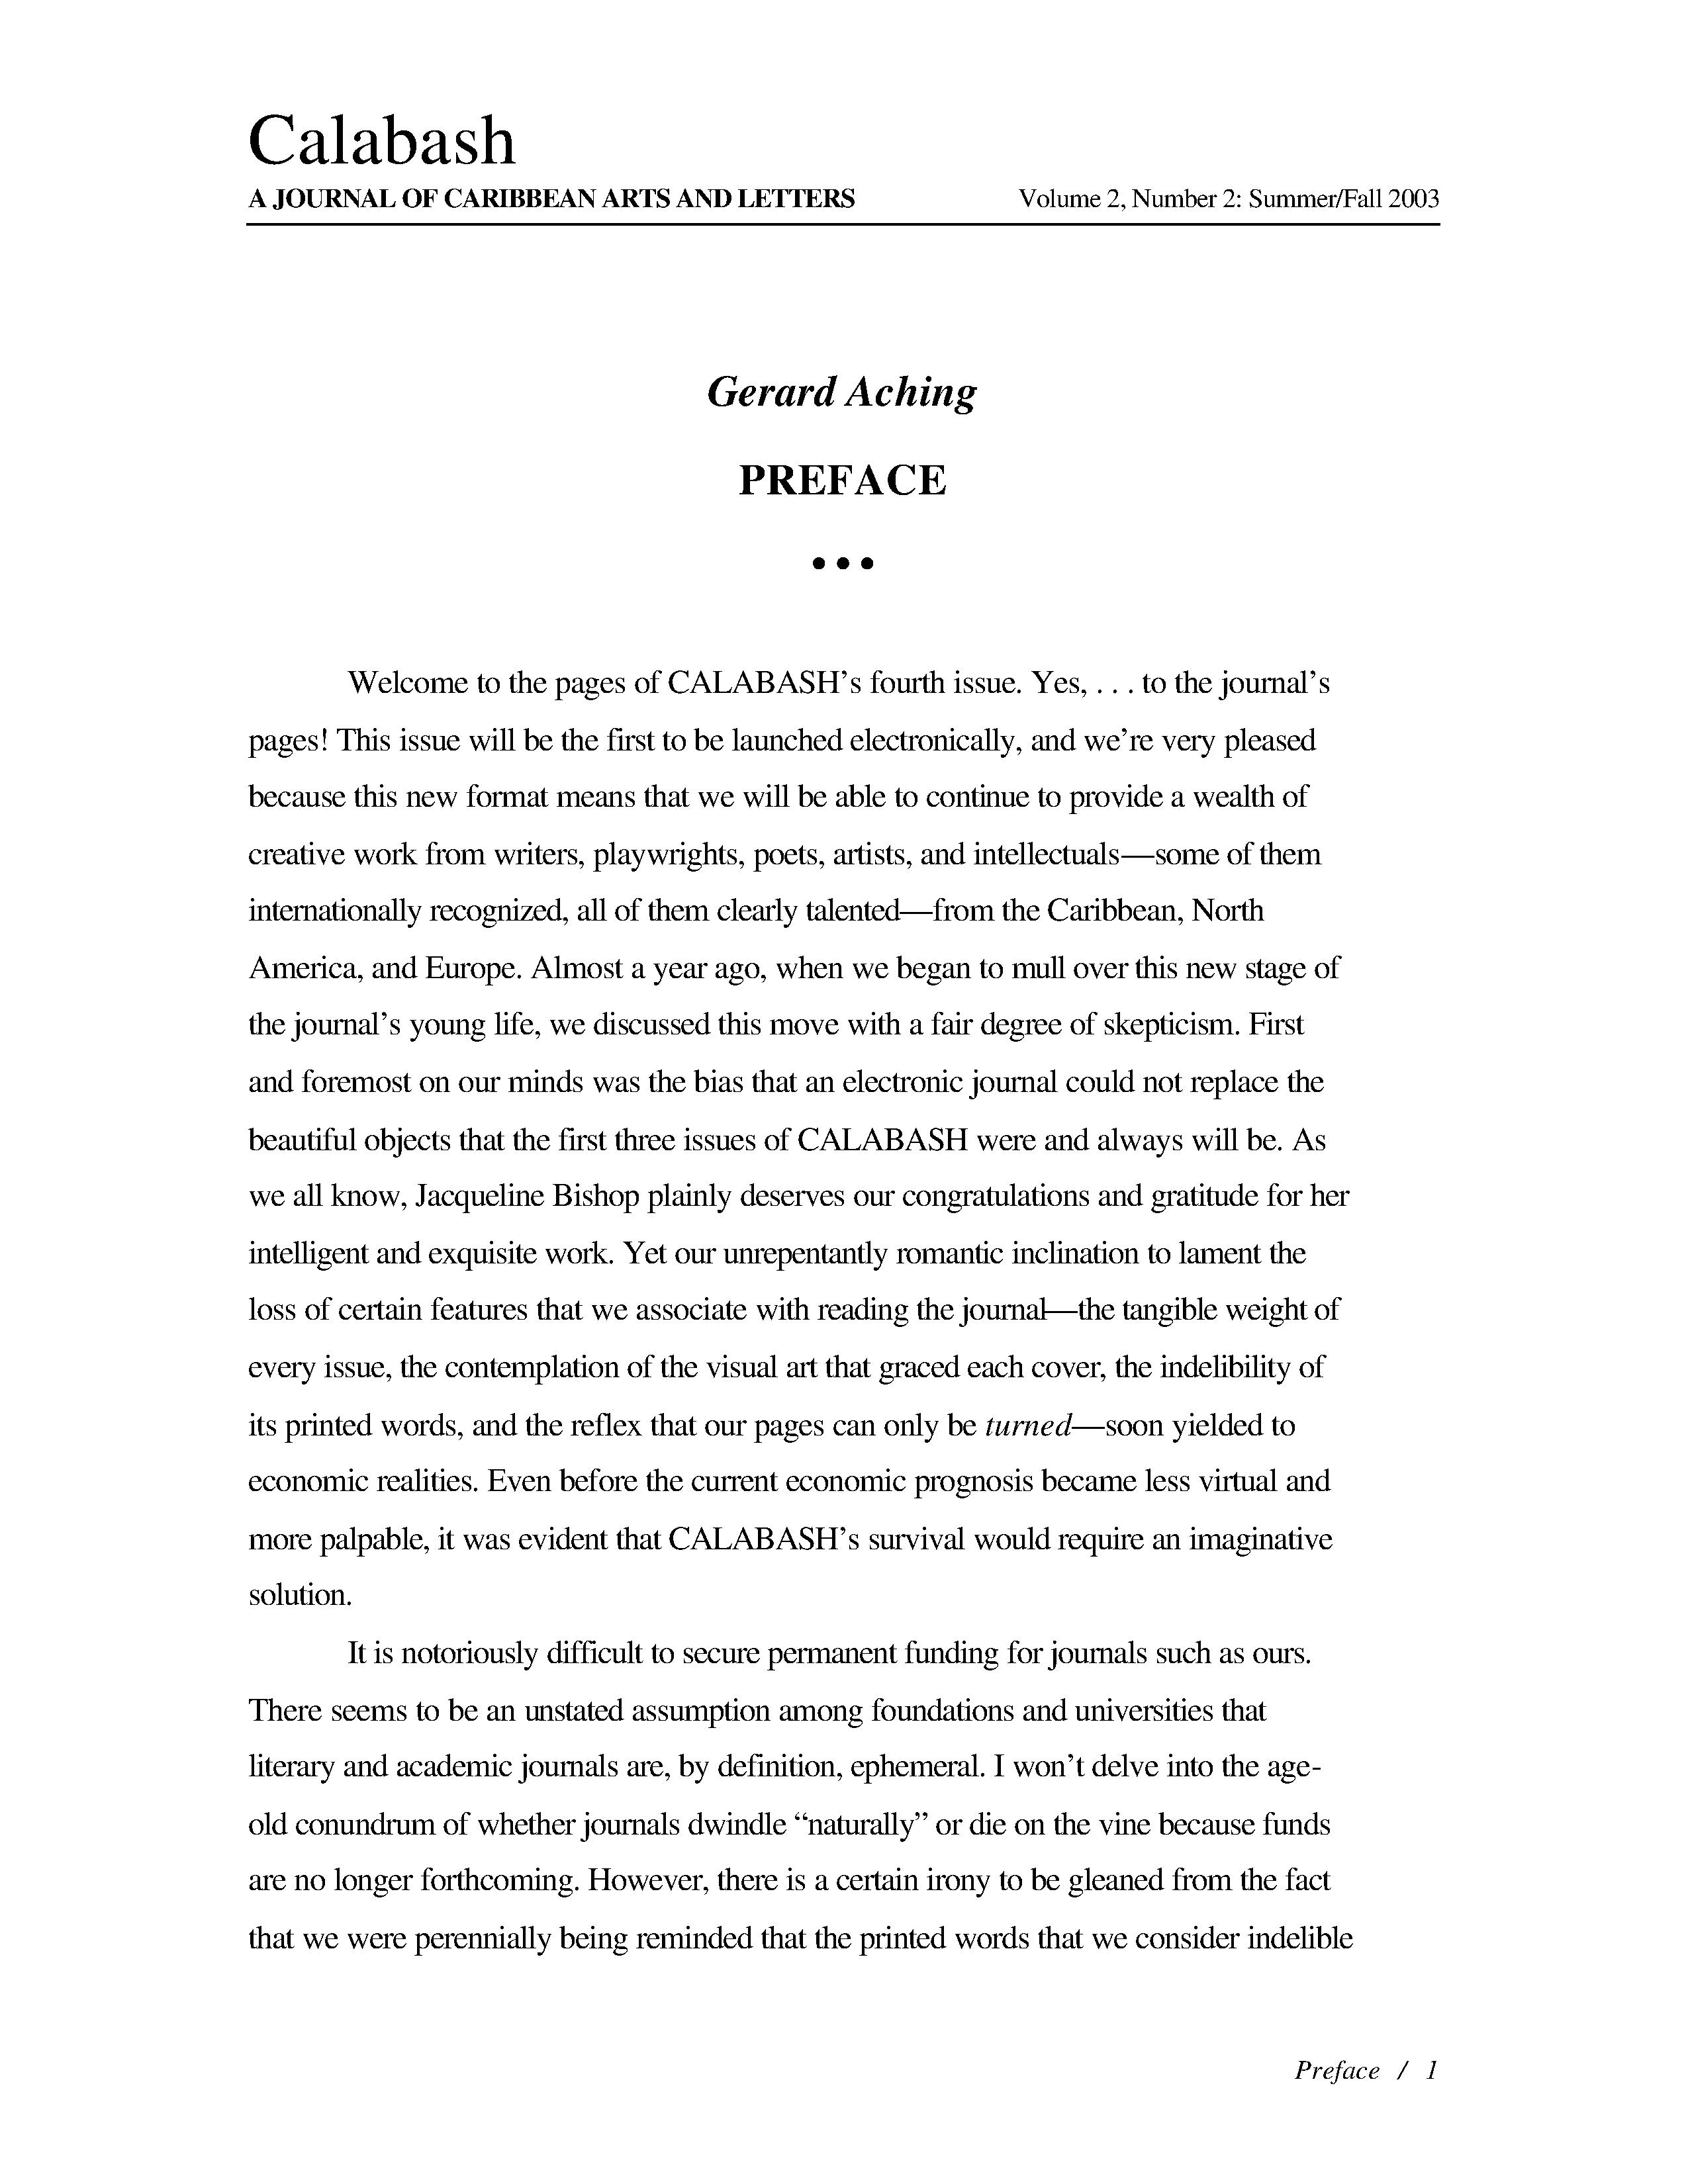 Calabash
A JOURNAL OF CARIBBEAN ARTS AND LETTERS Volume 2, Number 2: Summer/Fall 2003
Gerard Aching
PREFACE
• • •
Welcome to the pages of CALABASH’s fourth issue. Yes, . . . to the journal’s
pages! This issue will be the first to be launched electronically, and we’re very pleased
because this new format means that we will be able to continue to provide a wealth of
creative work from writers, playwrights, poets, artists, and intellectuals—some of them
internationally recognized, all of them clearly talented—from the Caribbean, North
America, and Europe. Almost a year ago, when we began to mull over this new stage of
the journal’s young life, we discussed this move with a fair degree of skepticism. First
and foremost on our minds was the bias that an electronic journal could not replace the
beautiful objects that the first three issues of CALABASH were and always will be. As
we all know, Jacqueline Bishop plainly deserves our congratulations and gratitude for her
intelligent and exquisite work. Yet our unrepentantly romantic inclination to lament the
loss of certain features that we associate with reading the journal—the tangible weight of
every issue, the contemplation of the visual art that graced each cover, the indelibility of
its printed words, and the reflex that our pages can only be turned—soon yielded to
economic realities. Even before the current economic prognosis became less virtual and
more palpable, it was evident that CALABASH’s survival would require an imaginative
solution.
It is notoriously difficult to secure permanent funding for journals such as ours.
There seems to be an unstated assumption among foundations and universities that
literary and academic journals are, by definition, ephemeral. I won’t delve into the age-
old conundrum of whether journals dwindle “naturally” or die on the vine because funds
are no longer forthcoming. However, there is a certain irony to be gleaned from the fact
that we were perennially being reminded that the printed words that we consider indelible
Preface / 1